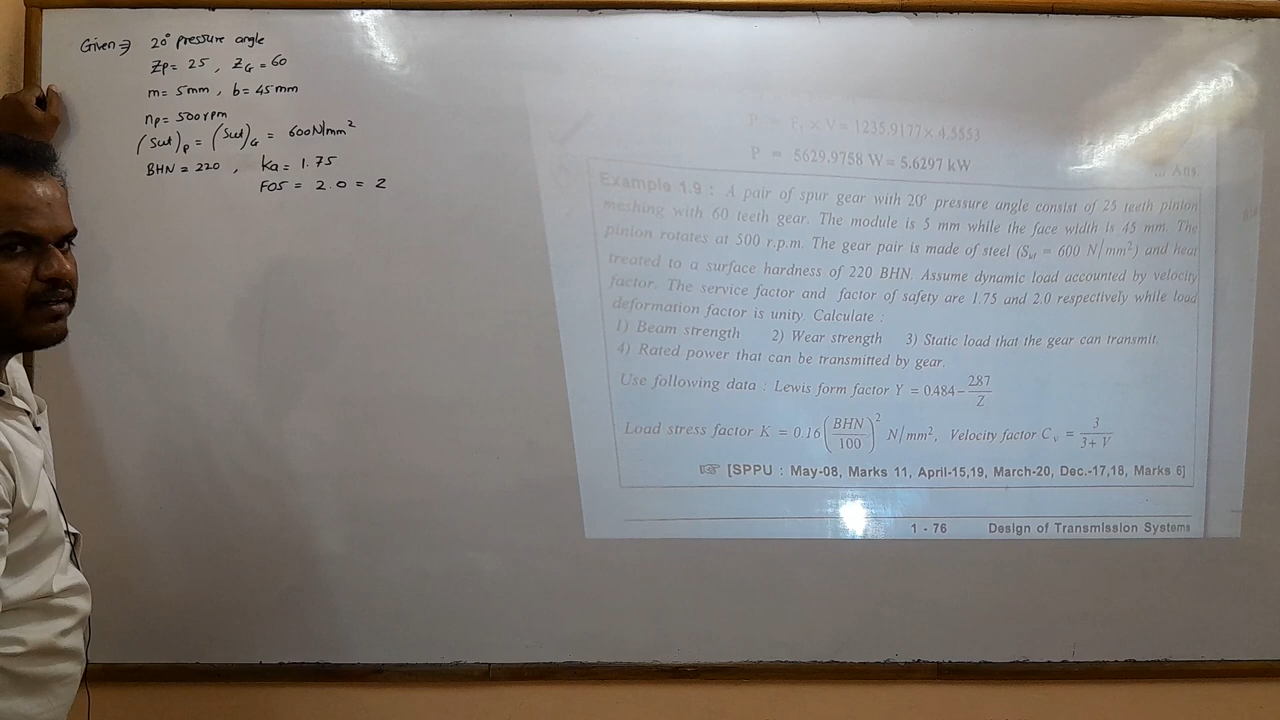 Given ⇒ 20° pressure angle
Zp = 25 , ZG = 60
m = 5mm , b = 45 mm
np = 500 rpm
(Sut)p = (Sut)G = 600 N/mm²
BHN = 220 , ka = 1.75
FOS = 2.0 = 2
P = Ft × V = 1235.9177 × 4.5553
P = 5629.9758 W = 5.6297 kW
... Ans.
Example 1.9 : A pair of spur gear with 20° pressure angle consist of 25 teeth pinion
meshing with 60 teeth gear. The module is 5 mm while the face width is 45 mm. The
pinion rotates at 500 r.p.m. The gear pair is made of steel (Sut = 600 N/mm²) and heat
treated to a surface hardness of 220 BHN. Assume dynamic load accounted by velocity
factor. The service factor and factor of safety are 1.75 and 2.0 respectively while load
deformation factor is unity. Calculate :
1) Beam strength 2) Wear strength 3) Static load that the gear can transmit.
4) Rated power that can be transmitted by gear.
Use following data : Lewis form factor Y = 0.484 – 2.87/Z
Load stress factor K = 0.16 (BHN/100)² N/mm², Velocity factor Cv = 3/(3+V)
☞ [SPPU : May-08, Marks 11, April-15,19, March-20, Dec.-17,18, Marks 6]
1 - 76 Design of Transmission Systems